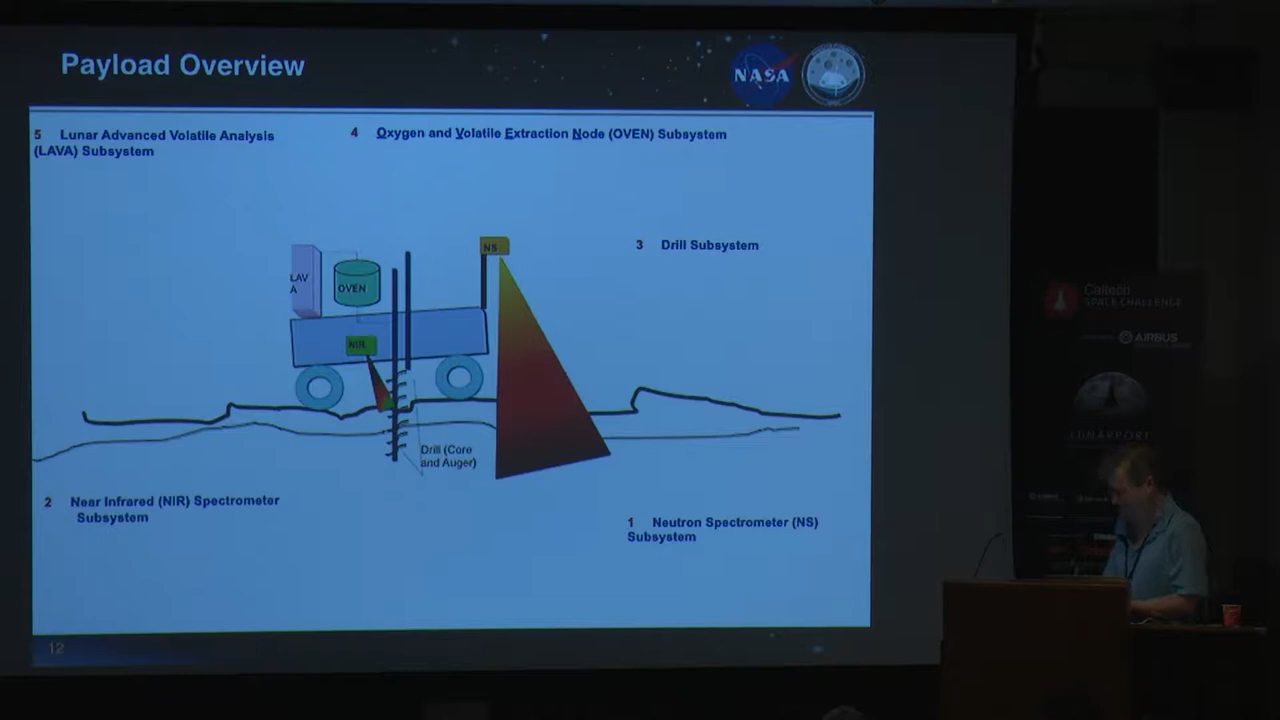 Payload Overview
NASA
5 Lunar Advanced Volatile Analysis
(LAVA) Subsystem
4 Oxygen and Volatile Extraction Node (OVEN) Subsystem
3 Drill Subsystem
NS
LAV
A
OVEN
NIR
Drill (Core
and Auger)
2 Near Infrared (NIR) Spectrometer
Subsystem
1 Neutron Spectrometer (NS)
Subsystem
12
Caltech
SPACE CHALLENGE
AIRBUS
LUNARPORT